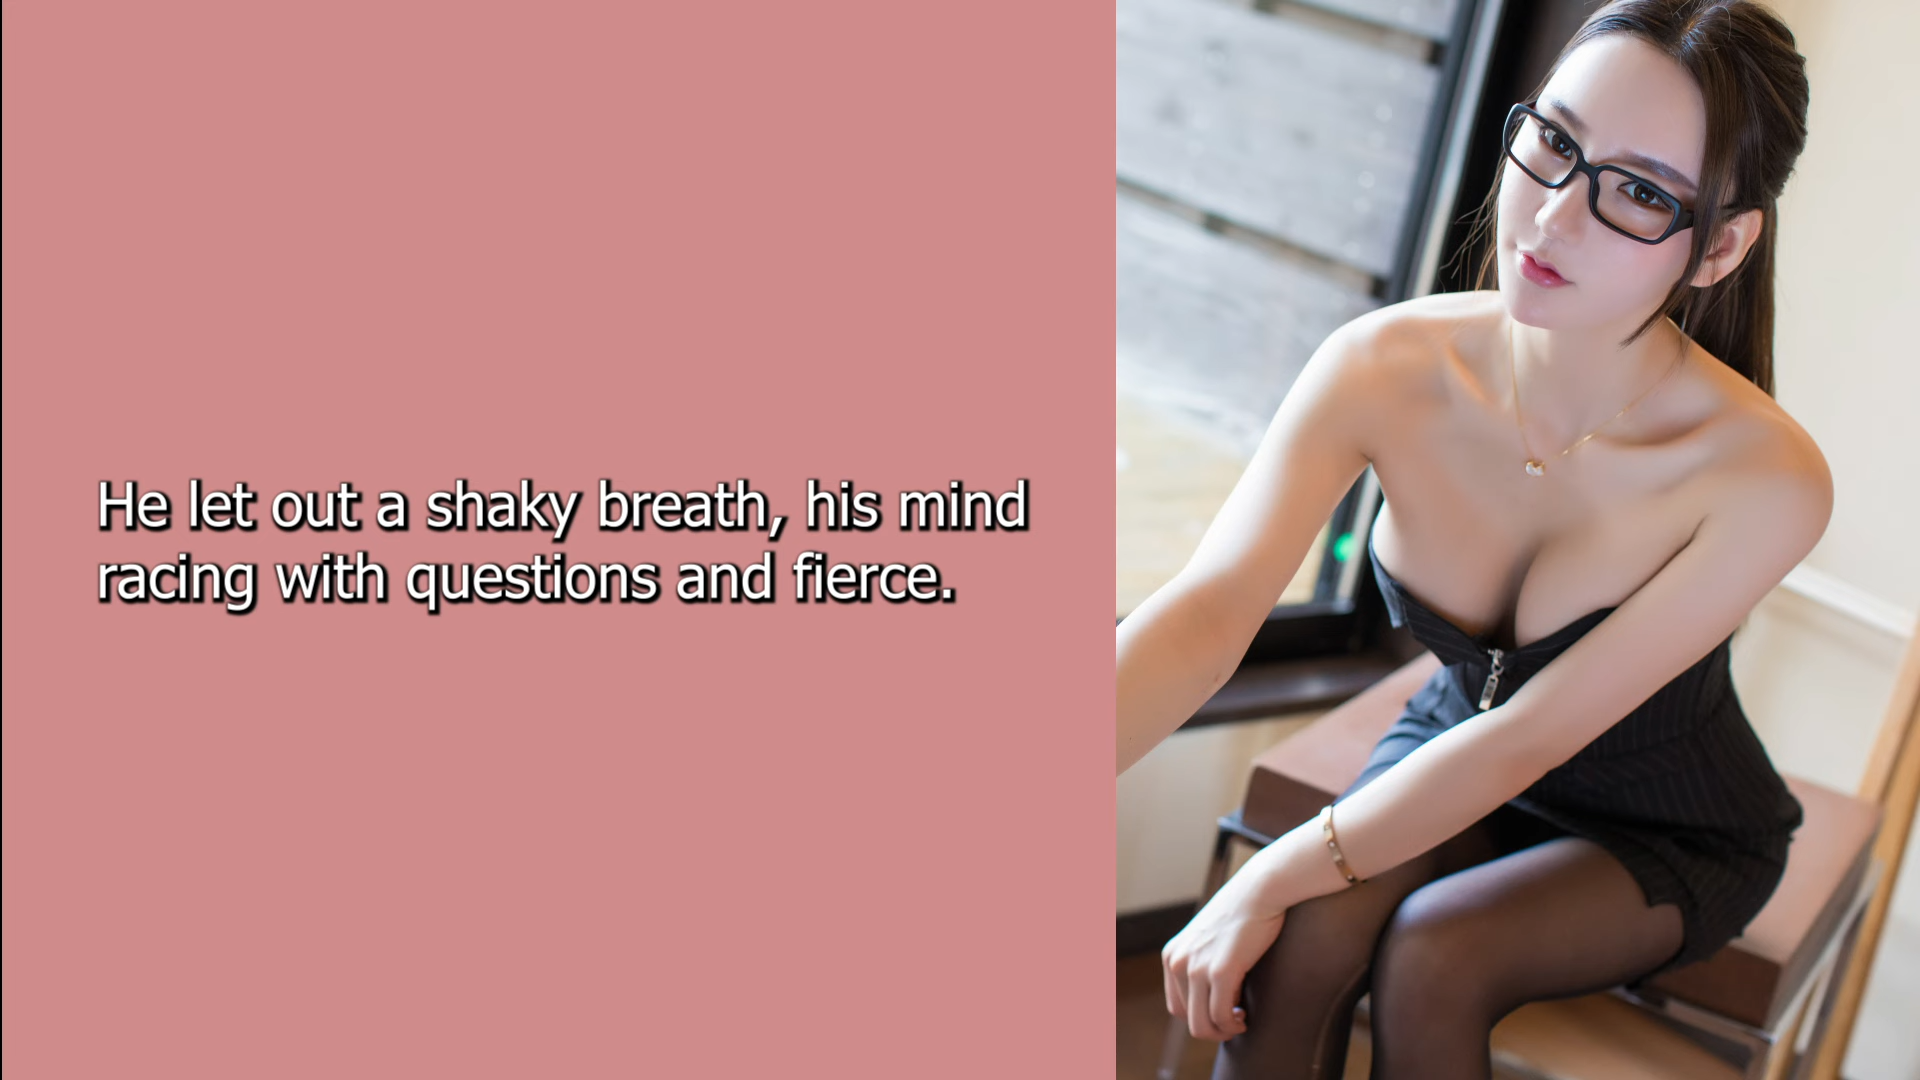 He let out a shaky breath, his mind
racing with questions and fierce.